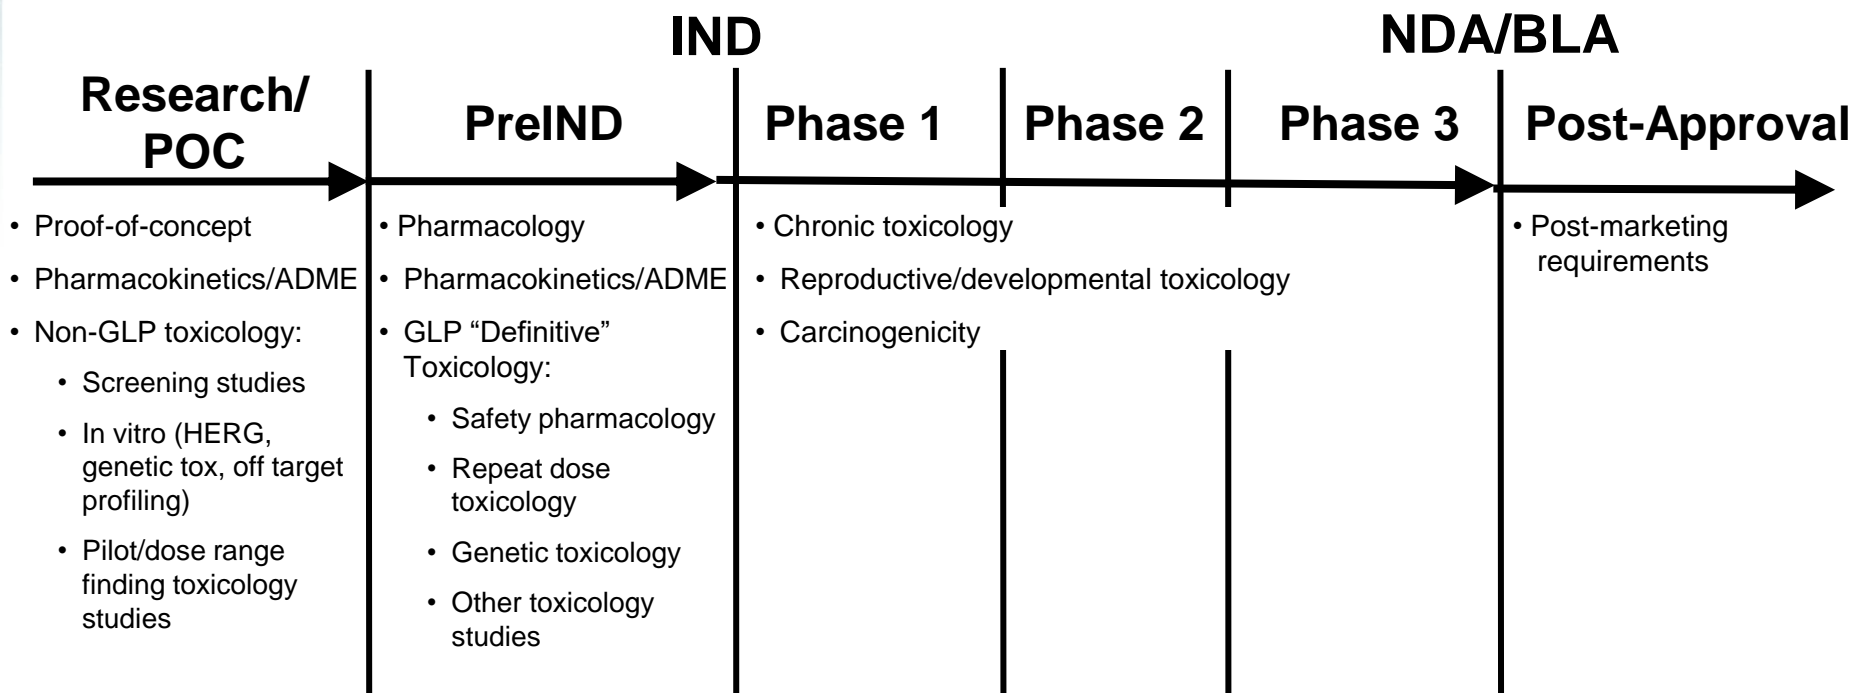 IND
NDA/BLA
Research/
POC
PreIND
Phase 1
Phase 2
Phase 3
Post-Approval
• Proof-of-concept
• Pharmacokinetics/ADME
• Non-GLP toxicology:
• Screening studies
• In vitro (HERG,
genetic tox, off target
profiling)
• Pilot/dose range
finding toxicology
studies
• Pharmacology
• Pharmacokinetics/ADME
• GLP “Definitive”
Toxicology:
• Safety pharmacology
• Repeat dose
toxicology
• Genetic toxicology
• Other toxicology
studies
• Chronic toxicology
• Reproductive/developmental toxicology
• Carcinogenicity
• Post-marketing
requirements